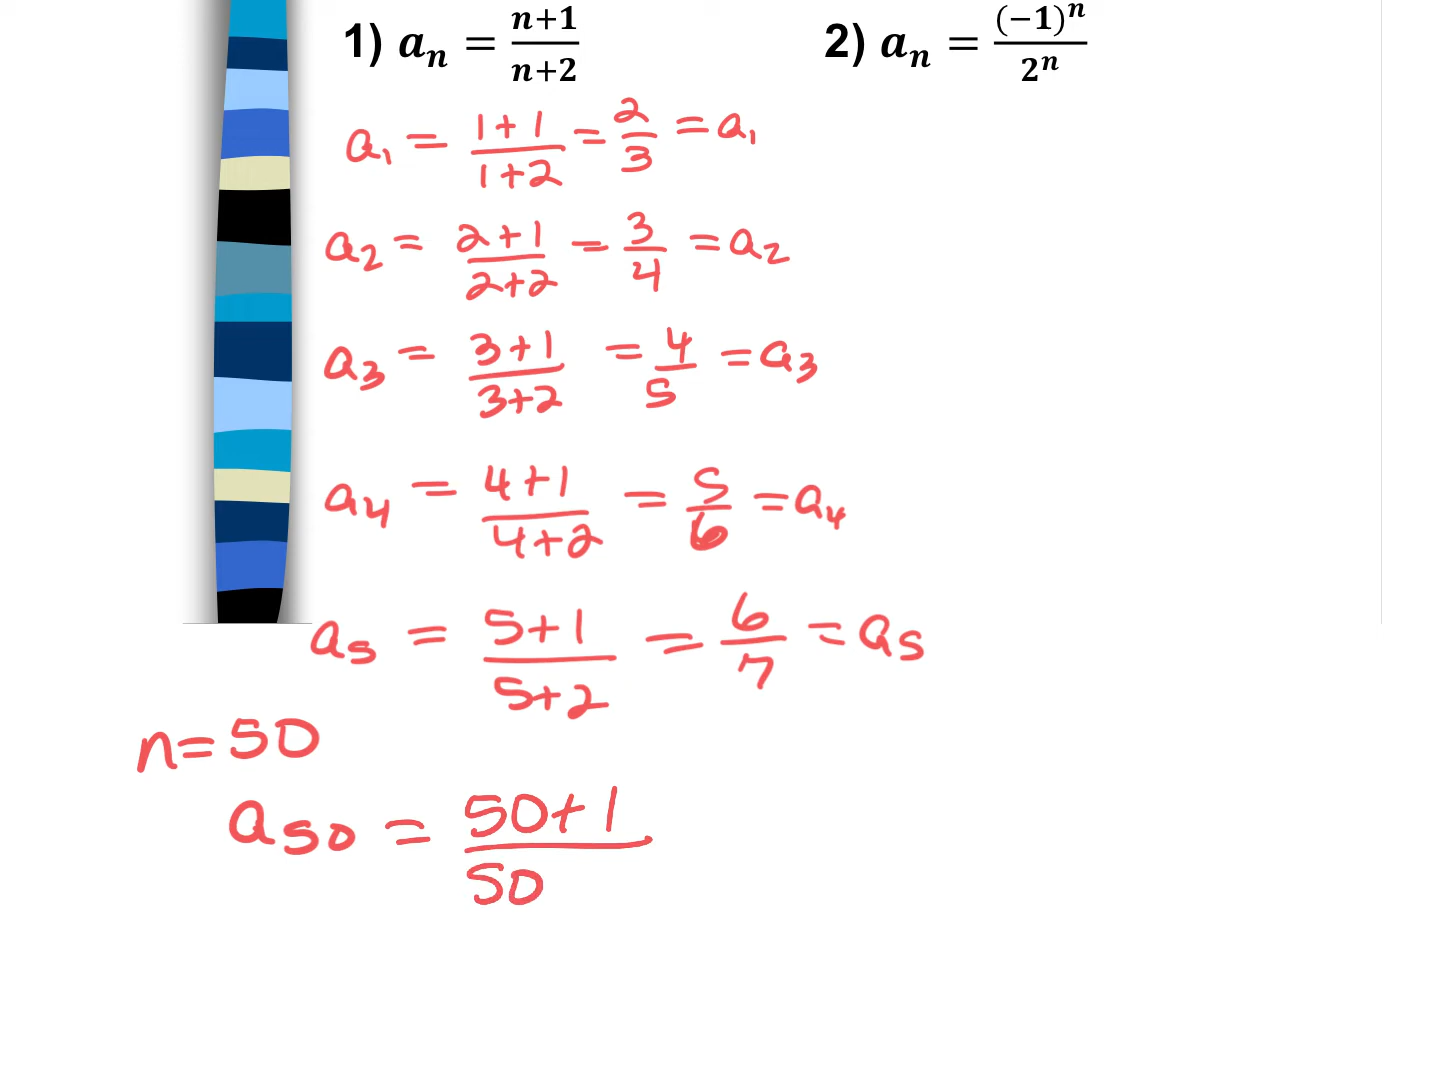 1) aₙ = (n+1)/(n+2)
2) aₙ = (−1)ⁿ/2ⁿ
a₁ = (1+1)/(1+2) = 2/3 = a₁
a₂ = (2+1)/(2+2) = 3/4 = a₂
a₃ = (3+1)/(3+2) = 4/5 = a₃
a₄ = (4+1)/(4+2) = 5/6 = a₄
a₅ = (5+1)/(5+2) = 6/7 = a₅
n=50
a₅₀ = (50+1)/50